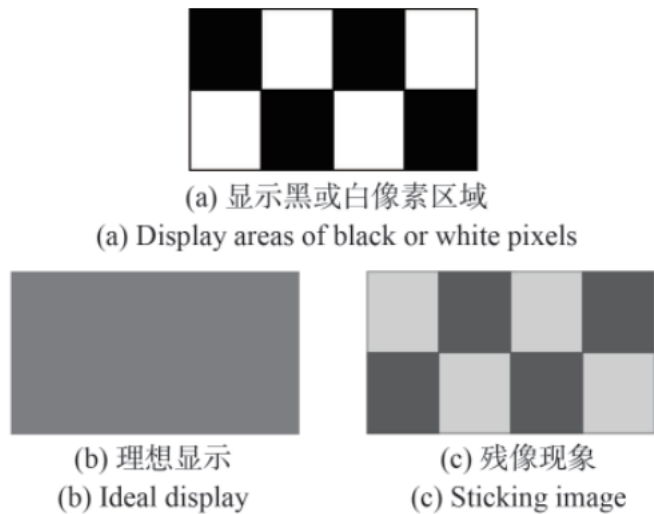 (a) 显示黑或白像素区域
(a) Display areas of black or white pixels
(b) 理想显示
(b) Ideal display
(c) 残像现象
(c) Sticking image